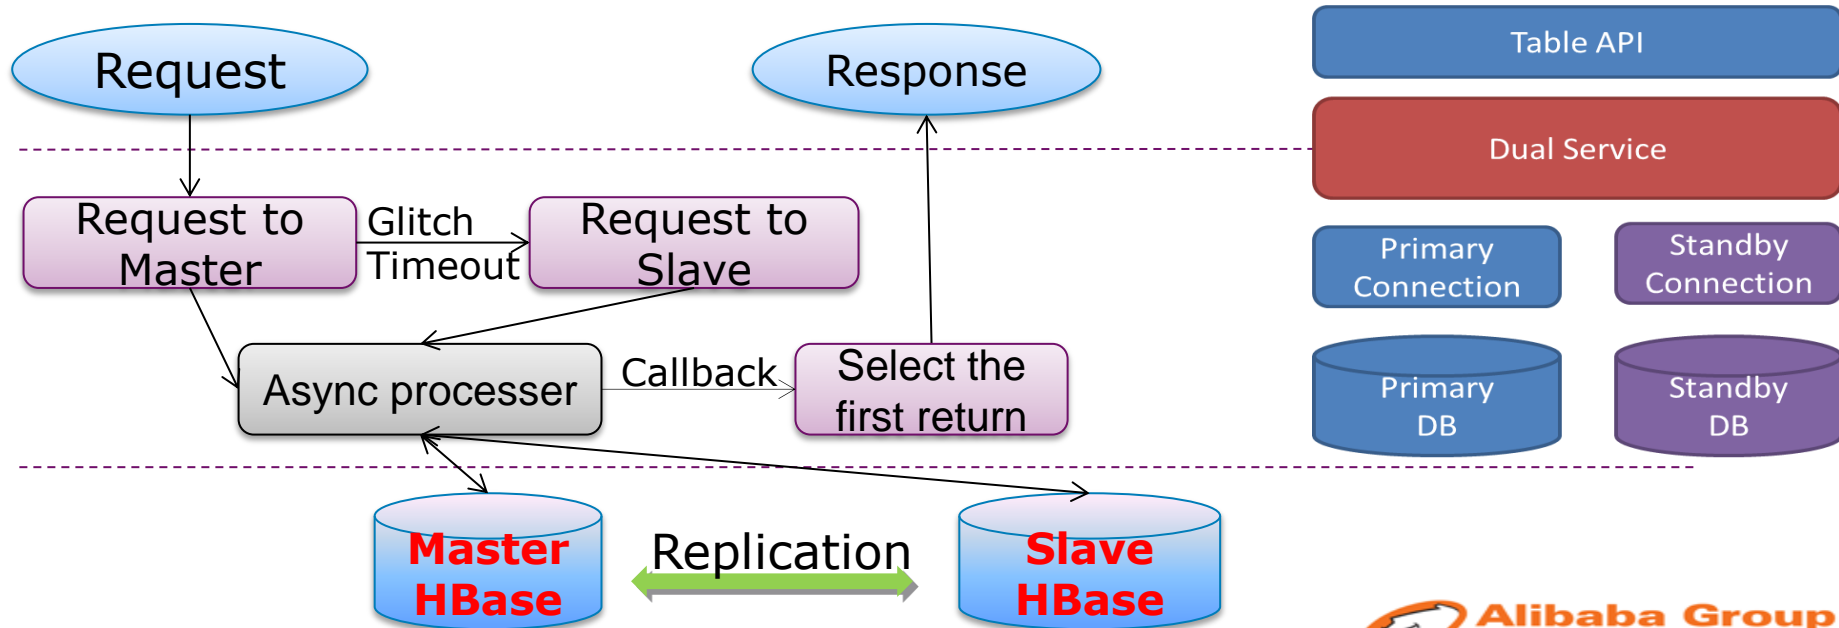 Request
Response
Table API
Dual Service
Request to
Master
Glitch
Timeout
Request to
Slave
Primary
Connection
Standby
Connection
Async processer
Callback
Select the
first return
Primary
DB
Standby
DB
Master
HBase
Replication
Slave
HBase
Alibaba Group